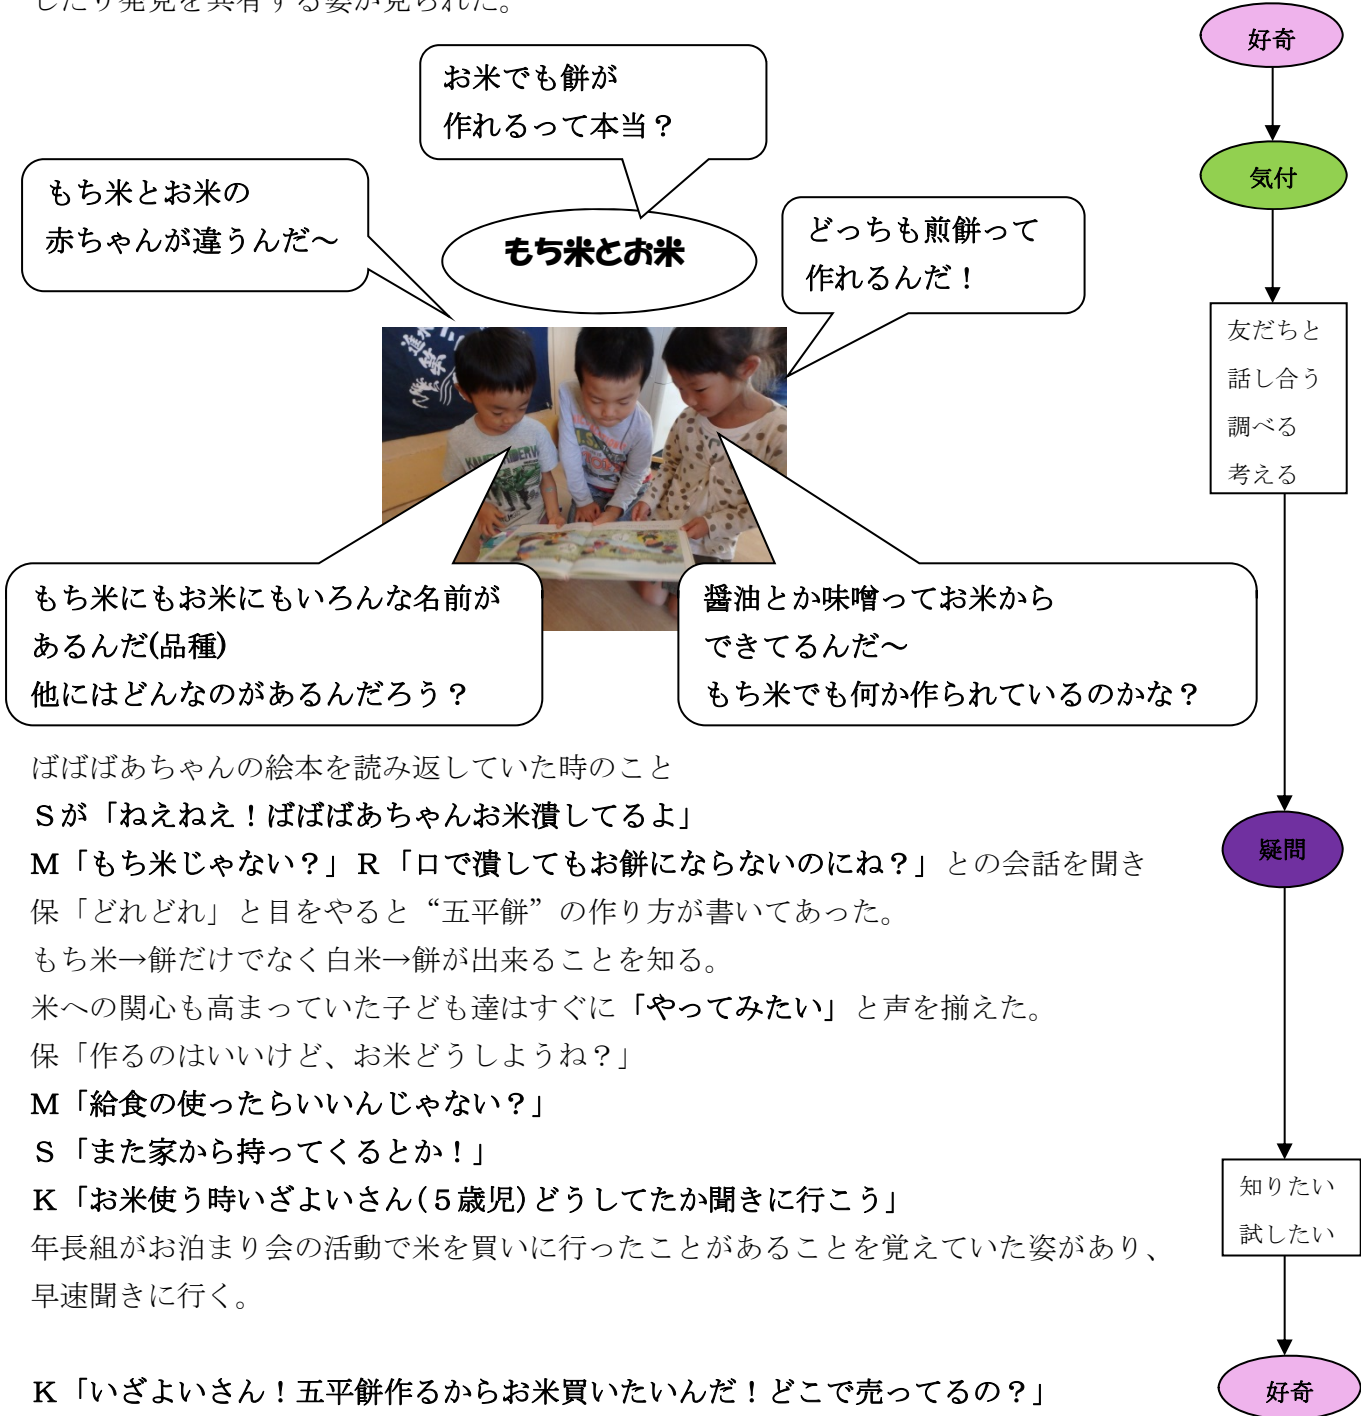 したり発見を共有する姿が見られた。
お米でも餅が
作れるって本当？
もち米とお米の
赤ちゃんが違うんだ～
もち米とお米
どっちも煎餅って
作れるんだ！
もち米にもお米にもいろんな名前が
あるんだ(品種)
他にはどんなのがあるんだろう？
醤油とか味噌ってお米から
できてるんだ～
もち米でも何か作られているのかな？
ばばばあちゃんの絵本を読み返していた時のこと
Ｓが「ねえねえ！ばばばあちゃんお米潰してるよ」
Ｍ「もち米じゃない？」Ｒ「口で潰してもお餅にならないのにね？」との会話を聞き
保「どれどれ」と目をやると“五平餅”の作り方が書いてあった。
もち米→餅だけでなく白米→餅が出来ることを知る。
米への関心も高まっていた子ども達はすぐに「やってみたい」と声を揃えた。
保「作るのはいいけど、お米どうしようね？」
Ｍ「給食の使ったらいいんじゃない？」
Ｓ「また家から持ってくるとか！」
Ｋ「お米使う時いざよいさん(５歳児)どうしてたか聞きに行こう」
年長組がお泊まり会の活動で米を買いに行ったことがあることを覚えていた姿があり、
早速聞きに行く。
Ｋ「いざよいさん！五平餅作るからお米買いたいんだ！どこで売ってるの？」
好奇
気付
友だちと
話し合う
調べる
考える
疑問
知りたい
試したい
好奇